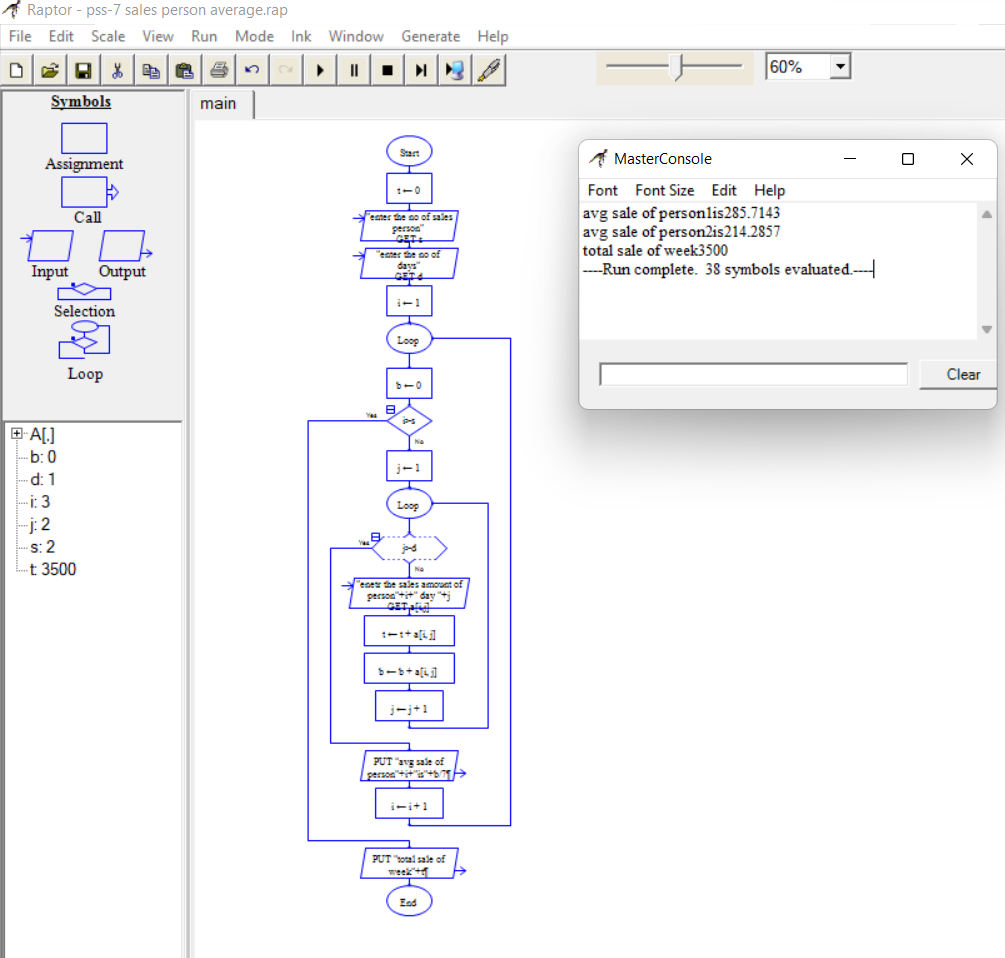 Raptor - pss-7 sales person average.rap
File Edit Scale View Run Mode Ink Window Generate Help
60%
Symbols
Assignment
Call
Input Output
Selection
Loop
A[,]
b: 0
d: 1
i: 3
j: 2
s: 2
t: 3500
main
Start
t ← 0
"enter the no of sales
person"
GET s
"enter the no of
days"
GET d
i ← 1
Loop
b ← 0
Yes
i>s
No
j ← 1
Loop
Yes
j>d
No
"enetr the sales amount of
person"+i+" day "+j
GET a[i,j]
t ← t + a[i, j]
b ← b + a[i, j]
j ← j + 1
PUT "avg sale of
person"+i+"is"+b/7¶
i ← i + 1
PUT "total sale of
week"+t¶
End
MasterConsole
Font Font Size Edit Help
avg sale of person1is285.7143
avg sale of person2is214.2857
total sale of week3500
----Run complete. 38 symbols evaluated.----
Clear